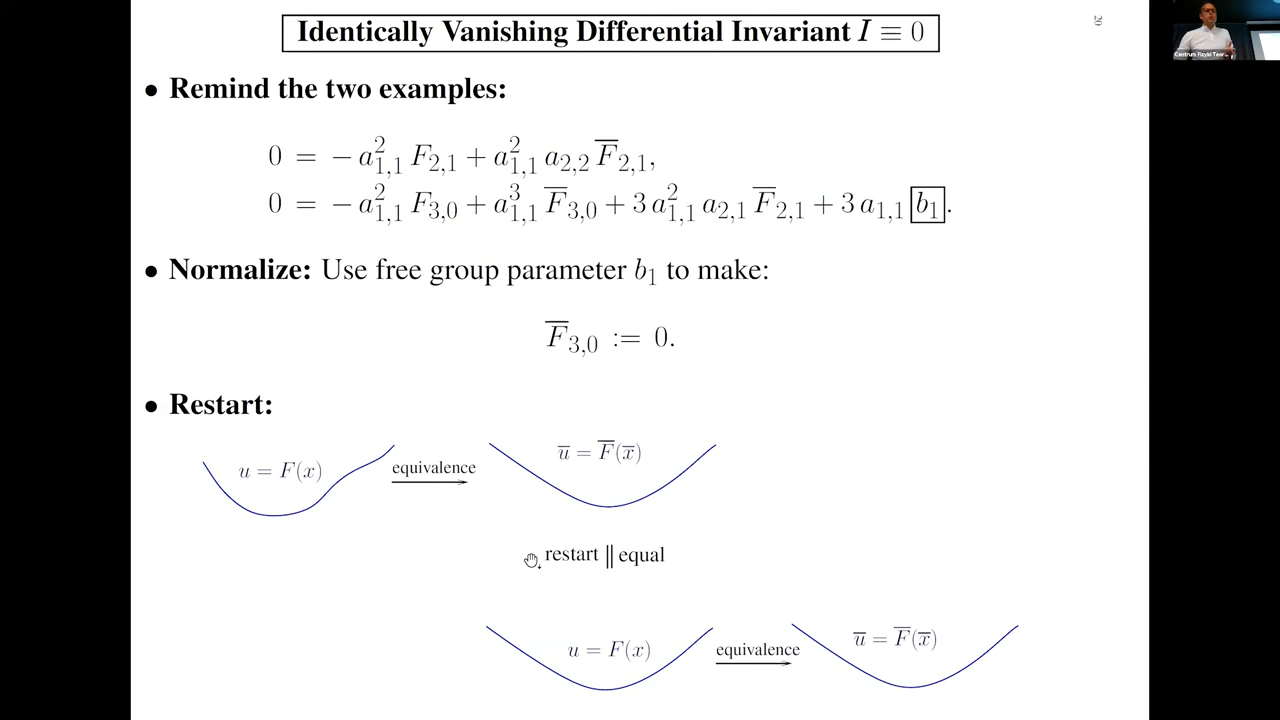 Identically Vanishing Differential Invariant I ≡ 0
20
Centrum Fizyki Teor...
• Remind the two examples:
0 = − a_{1,1}^2 F_{2,1} + a_{1,1}^2 a_{2,2} \overline{F}_{2,1},
0 = − a_{1,1}^2 F_{3,0} + a_{1,1}^3 \overline{F}_{3,0} + 3 a_{1,1}^2 a_{2,1} \overline{F}_{2,1} + 3 a_{1,1} b_1.
• Normalize: Use free group parameter b_1 to make:
\overline{F}_{3,0} := 0.
• Restart:
u = F(x)
equivalence
\overline{u} = \overline{F}(\overline{x})
restart || equal
u = F(x)
equivalence
\overline{u} = \overline{F}(\overline{x})